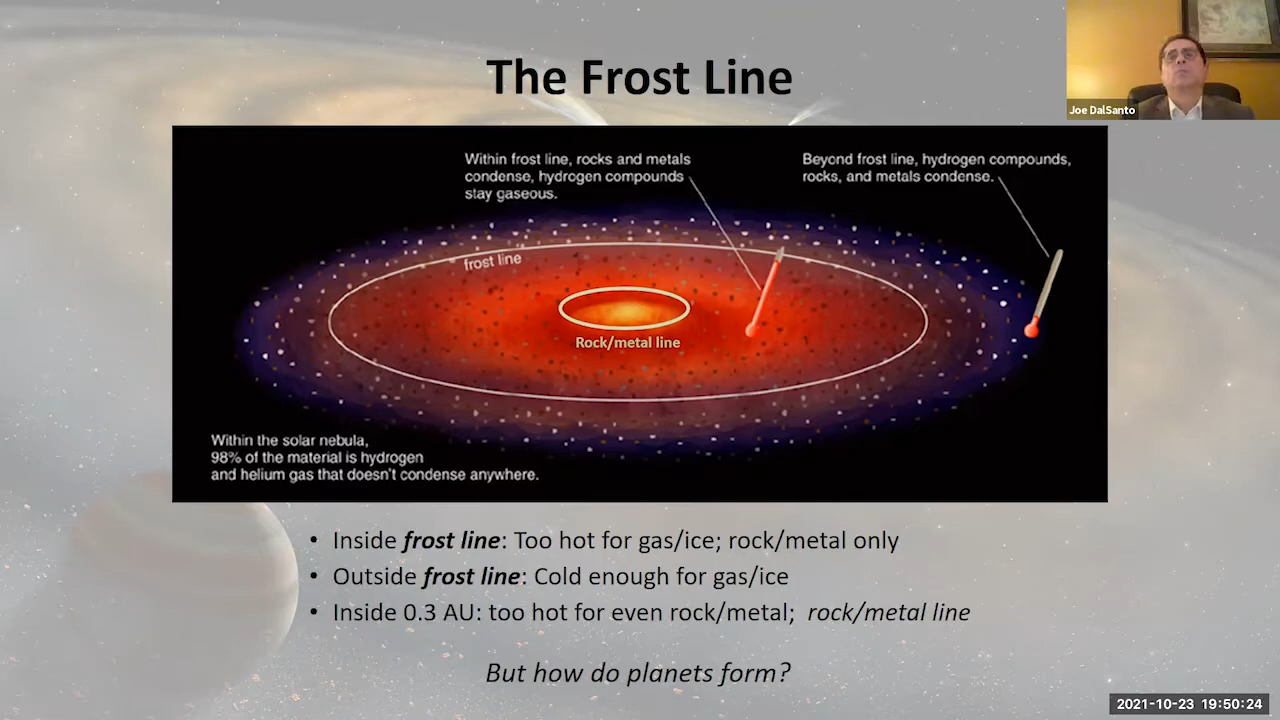 The Frost Line
Joe DalSanto
Within frost line, rocks and metals
condense, hydrogen compounds
stay gaseous.
Beyond frost line, hydrogen compounds,
rocks, and metals condense.
frost line
Rock/metal line
Within the solar nebula,
98% of the material is hydrogen
and helium gas that doesn't condense anywhere.
• Inside frost line: Too hot for gas/ice; rock/metal only
• Outside frost line: Cold enough for gas/ice
• Inside 0.3 AU: too hot for even rock/metal; rock/metal line
But how do planets form?
2021-10-23 19:50:24